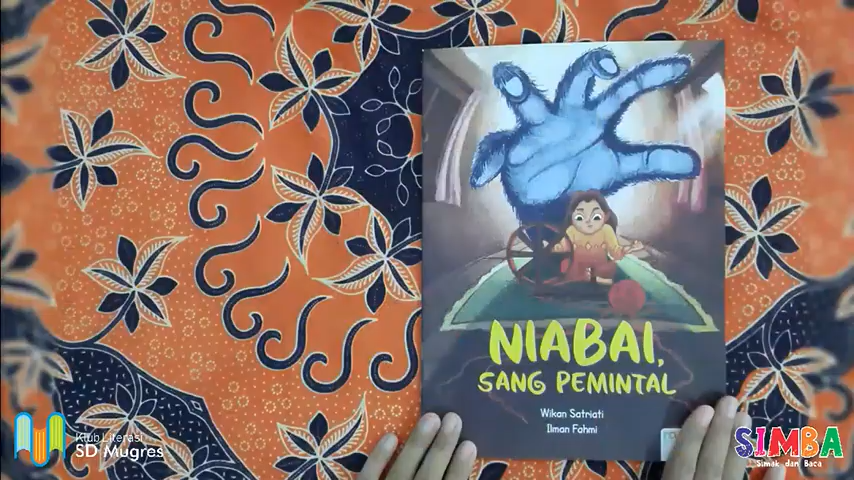 NIABAI,
SANG PEMINTAL
Wikan Satriati
Ilman Fahmi
Klub Literasi
SD Mugres
SIMBA
Simak dan Baca